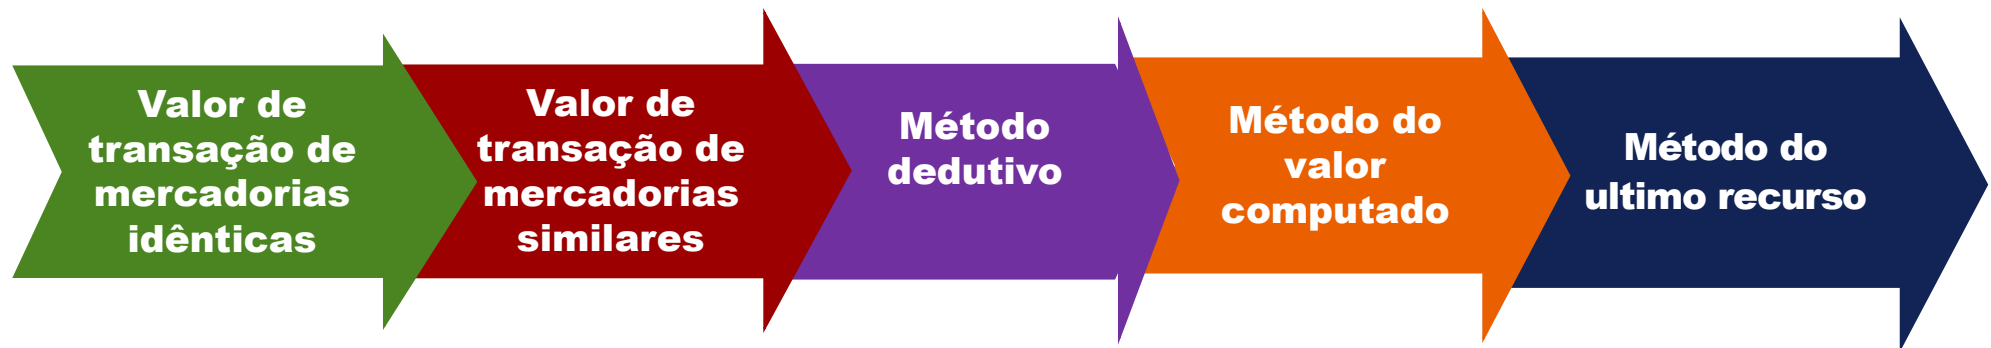 Valor de
transação de
mercadorias
idênticas
Valor de
transação de
mercadorias
similares
Método
dedutivo
Método do
valor
computado
Método do
ultimo recurso